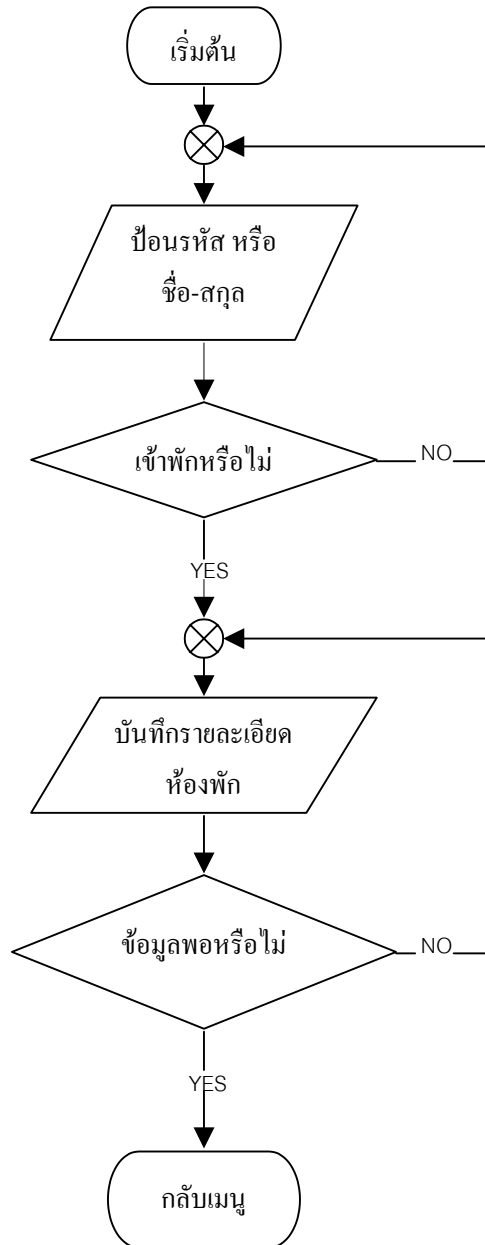 เริ่มต้น
ป้อนรหัส หรือ
ชื่อ-สกุล
เข้าพักหรือไม่
NO
YES
บันทึกรายละเอียด
ห้องพัก
ข้อมูลพอหรือไม่
NO
YES
กลับเมนู